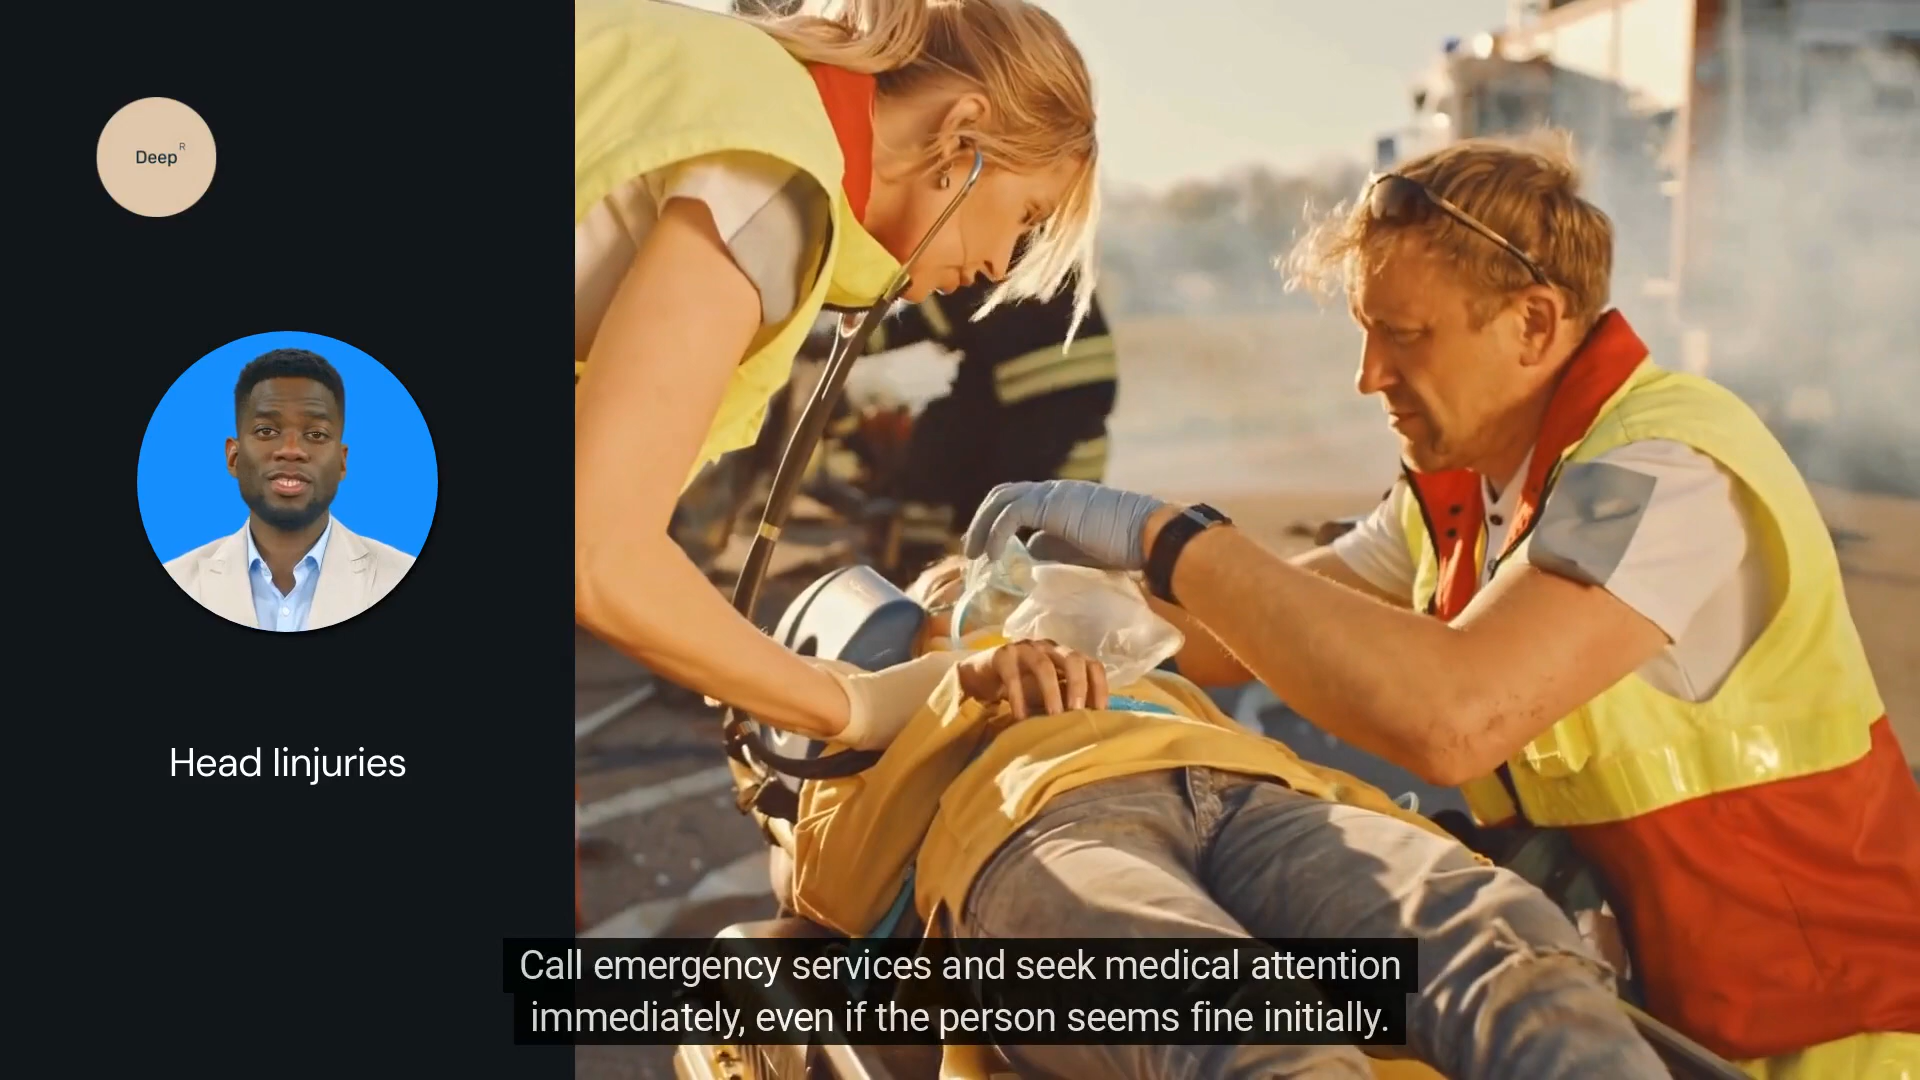 Deep R
Head Iinjuries
Call emergency services and seek medical attention
immediately, even if the person seems fine initially.